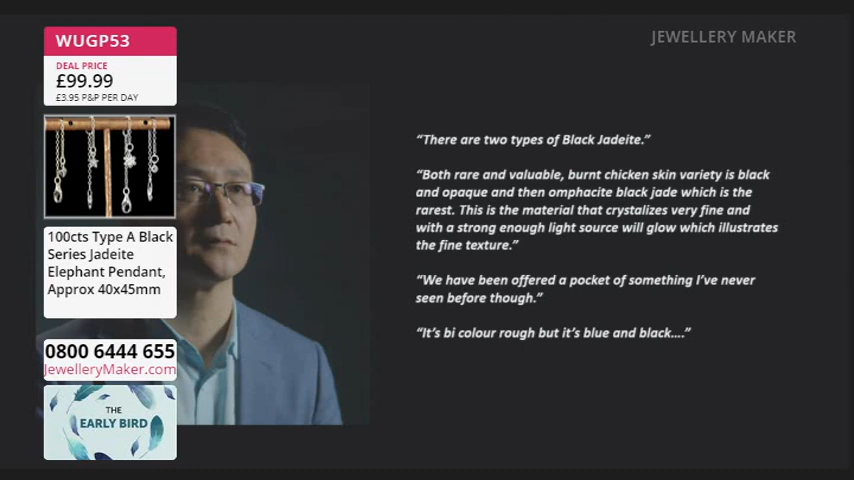 WUGP53
DEAL PRICE
£99.99
£3.95 P&P PER DAY
100cts Type A Black
Series Jadeite
Elephant Pendant,
Approx 40x45mm
0800 6444 655
JewelleryMaker.com
THE
EARLY BIRD
JEWELLERY MAKER
“There are two types of Black Jadeite.”
“Both rare and valuable, burnt chicken skin variety is black
and opaque and then omphacite black jade which is the
rarest. This is the material that crystalizes very fine and
with a strong enough light source will glow which illustrates
the fine texture.”
“We have been offered a pocket of something I’ve never
seen before though.”
“It’s bi colour rough but it’s blue and black....”